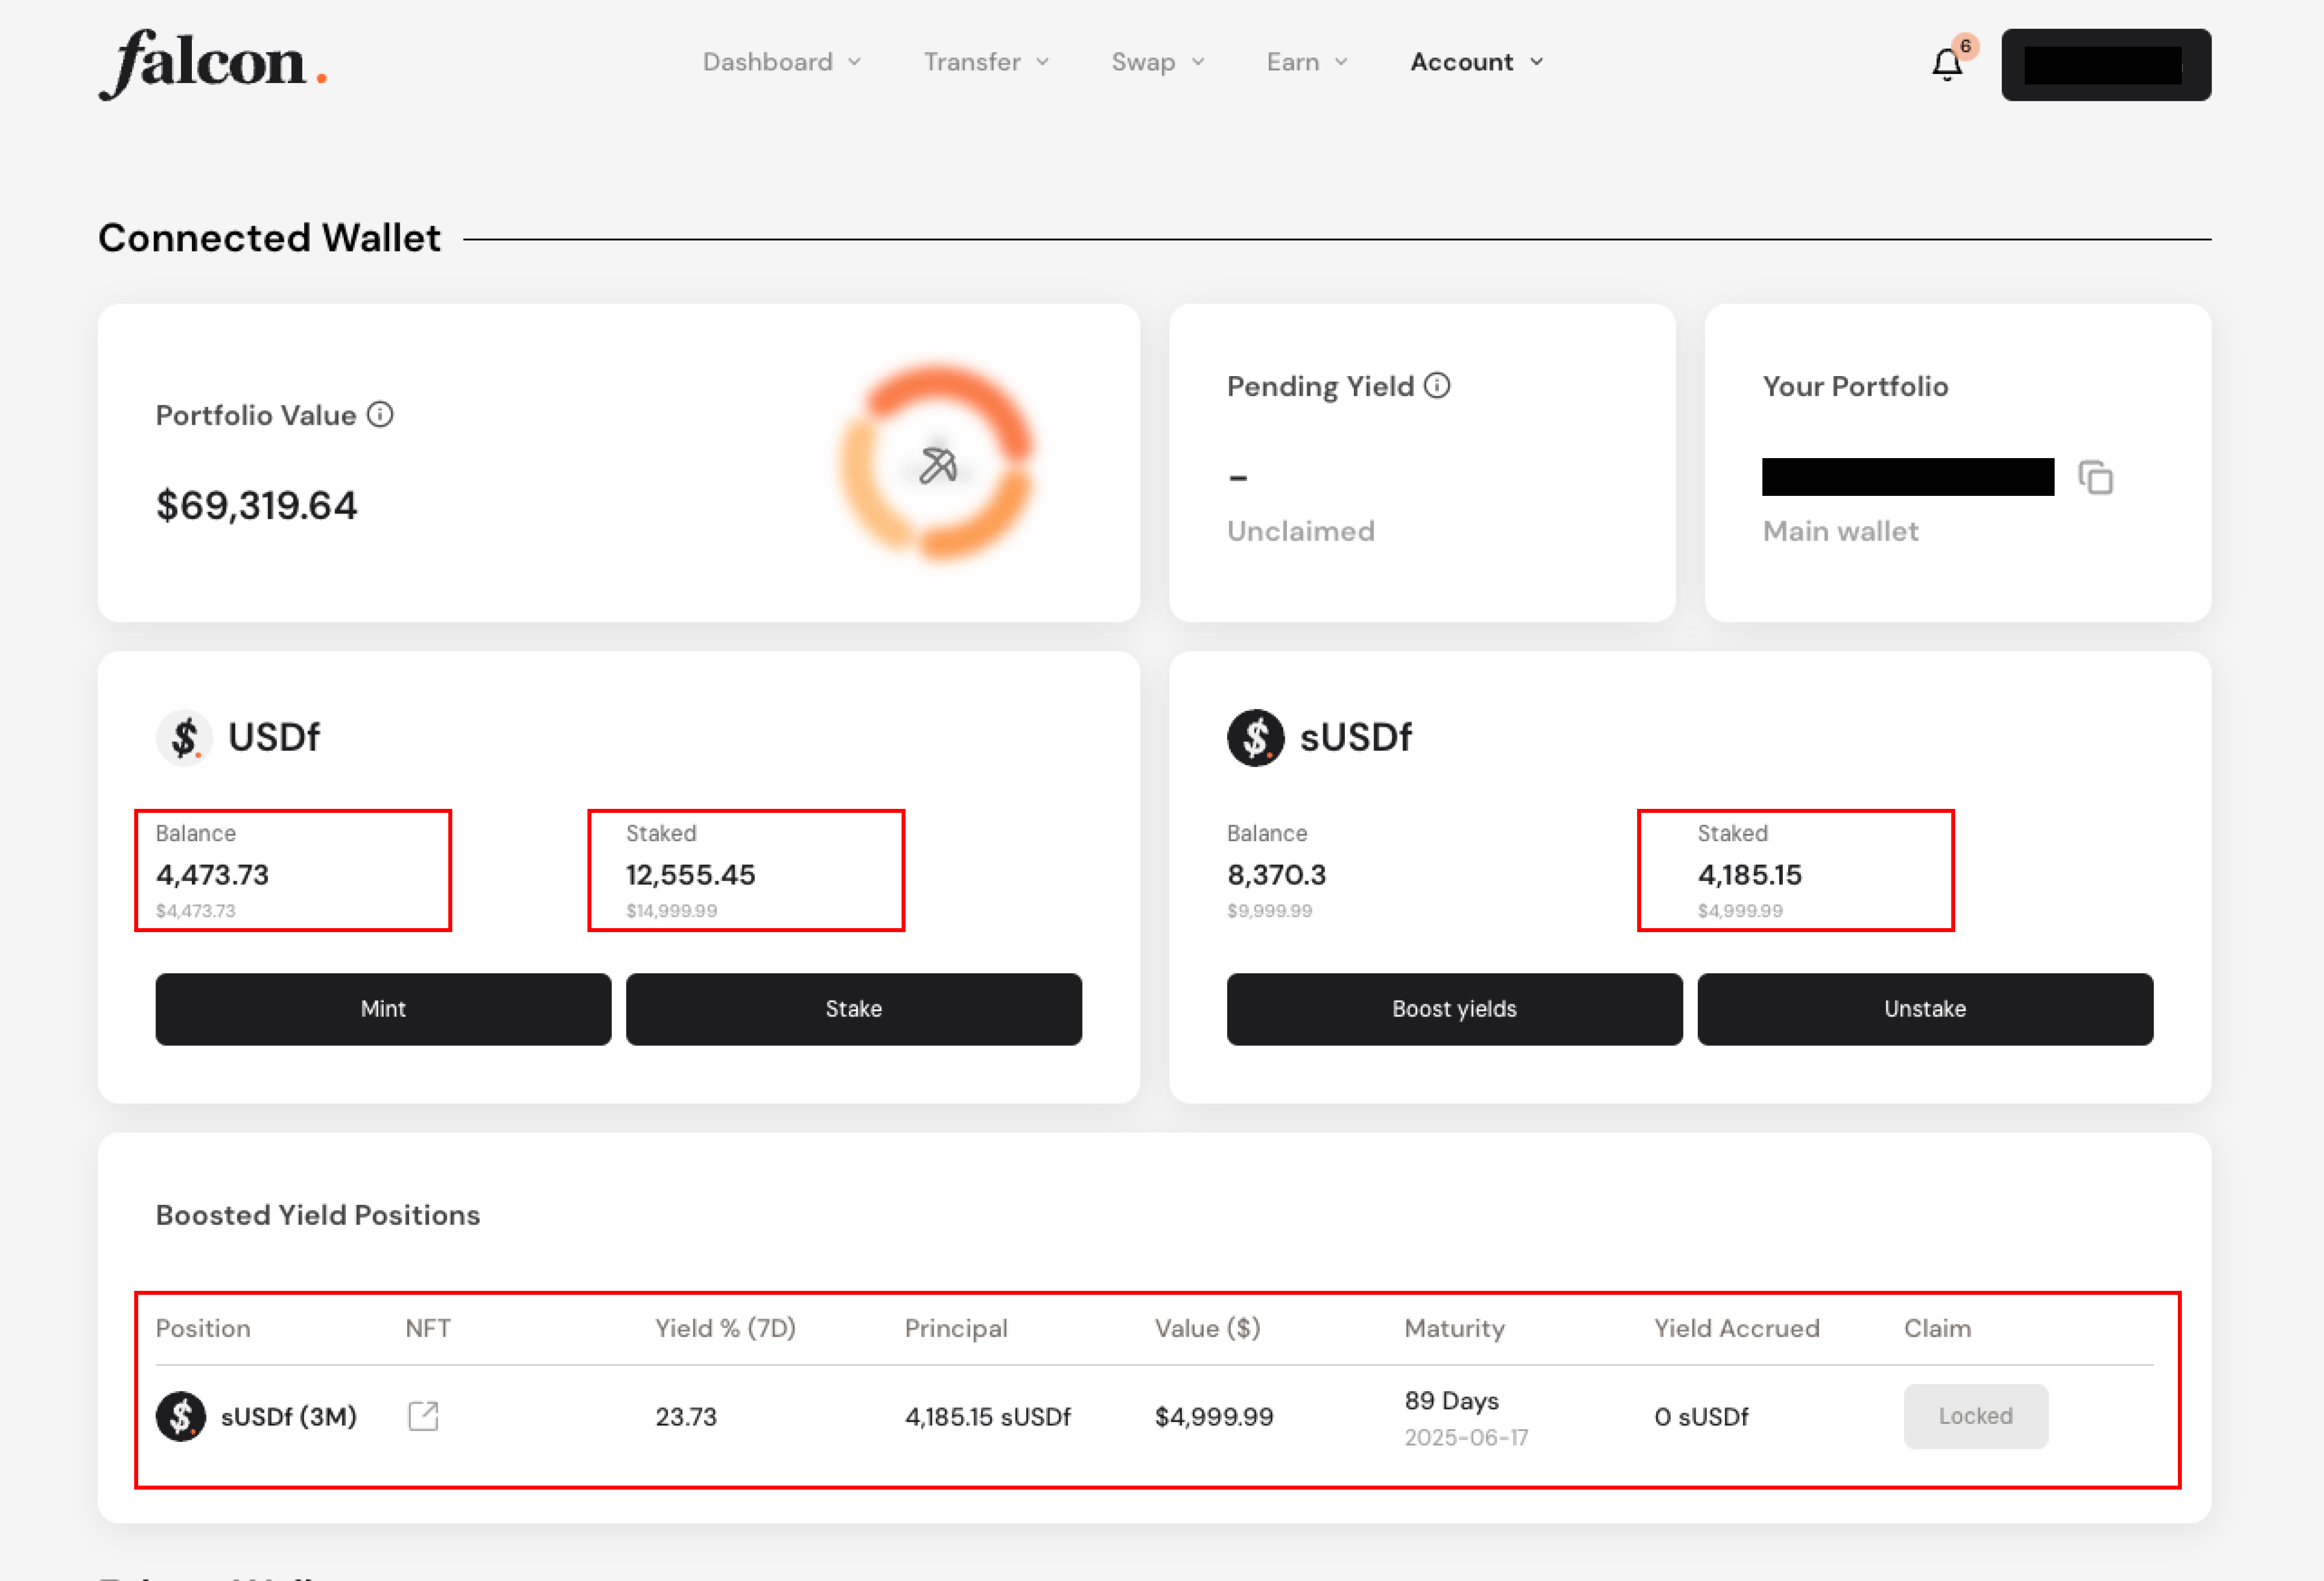 falcon.
Dashboard Transfer Swap Earn Account 6
Connected Wallet
Portfolio Value
$69,319.64
Pending Yield
-
Unclaimed
Your Portfolio
Main wallet
USDf
Balance Staked
4,473.73 12,555.45
$4,473.73 $14,999.99
Mint Stake
sUSDf
Balance Staked
8,370.3 4,185.15
$9,999.99 $4,999.99
Boost yields Unstake
Boosted Yield Positions
Position NFT Yield % (7D) Principal Value ($) Maturity Yield Accrued Claim
sUSDf (3M) 23.73 4,185.15 sUSDf $4,999.99 89 Days 0 sUSDf Locked
2025-06-17